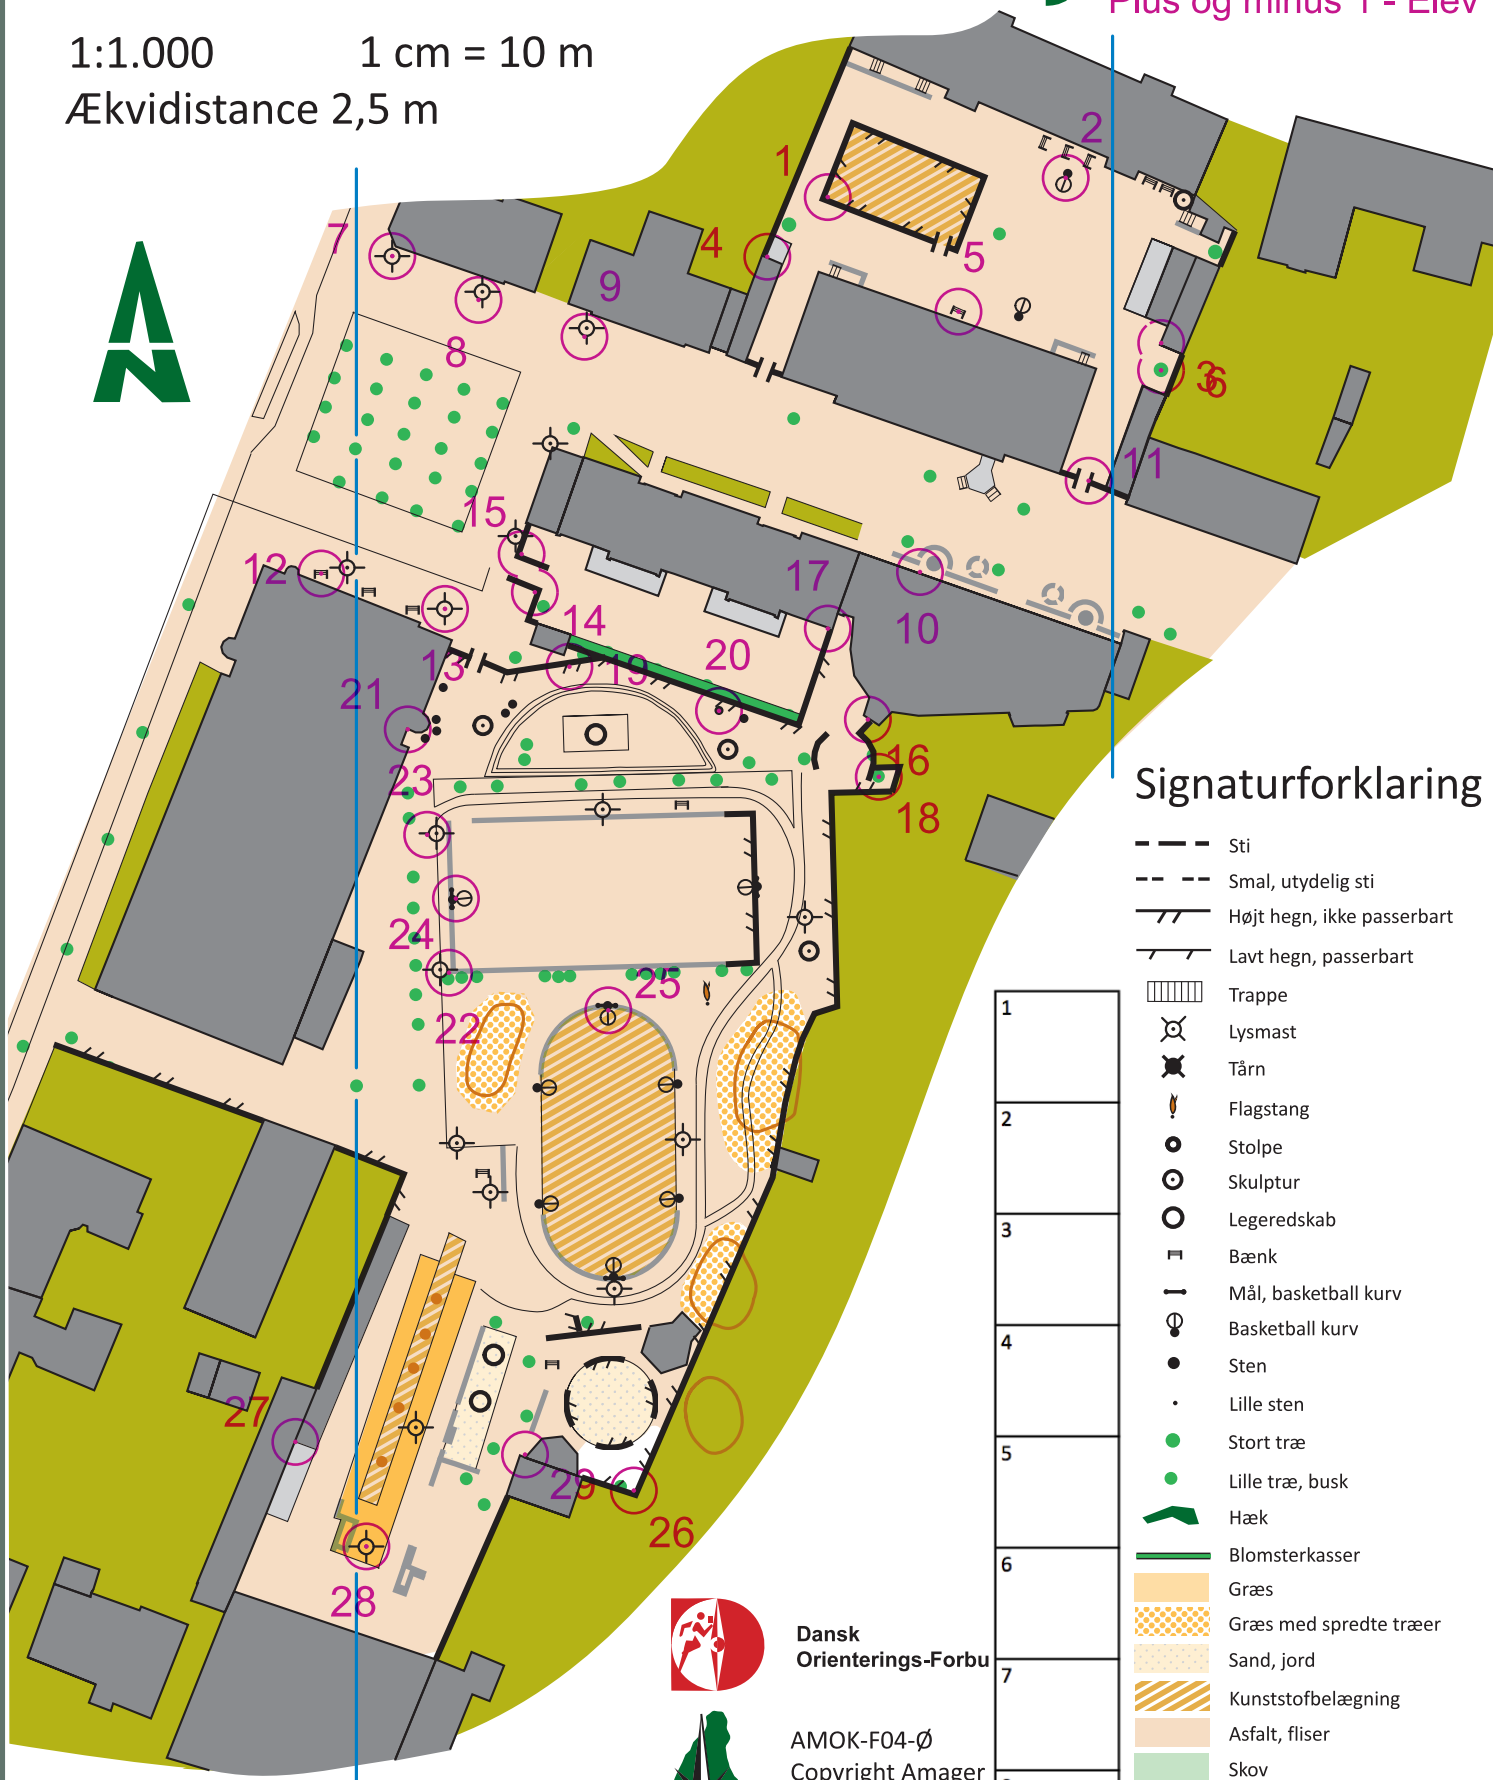 Plus og minus 1 - Elev
1:1.000 1 cm = 10 m
Ækvidistance 2,5 m
2
1
7
4
5
9
8
3
6
11
15
12
17
14
10
13
19
20
21
16
23
18
24
25
22
27
29
26
28
Signaturforklaring
Sti
Smal, utydelig sti
Højt hegn, ikke passerbart
Lavt hegn, passerbart
Trappe
Lysmast
Tårn
Flagstang
Stolpe
Skulptur
Legeredskab
Bænk
Mål, basketball kurv
Basketball kurv
Sten
Lille sten
Stort træ
Lille træ, busk
Hæk
Blomsterkasser
Græs
Græs med spredte træer
Sand, jord
Kunststofbelægning
Asfalt, fliser
Skov
1
2
3
4
5
6
7
Dansk
Orienterings-Forbu
AMOK-F04-Ø
Copyright Amager